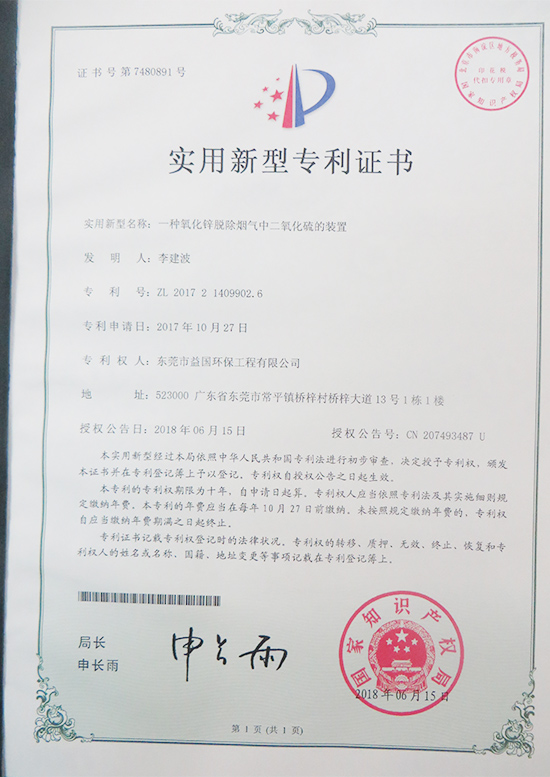 证书号第7480891号
印花税
代扣专用章
国家知识产权局
实用新型专利证书
实用新型名称：一种氧化锌脱除烟气中二氧化硫的装置
发 明 人：李建波
专 利 号：ZL 2017 2 1409902.6
专利申请日：2017年10月27日
专 利 权 人：东莞市益国环保工程有限公司
地 址：523000 广东省东莞市常平镇桥梓村桥梓大道13号1栋1楼
授权公告日：2018年06月15日 授权公告号：CN 207493487 U
本实用新型经过本局依照中华人民共和国专利法进行初步审查，决定授予专利权，颁发
本证书并在专利登记簿上予以登记，专利权自授权公告之日起生效。
本专利的专利权期限为十年，自申请日起算。专利权人应当依照专利法及其实施细则规
定缴纳年费。本专利的年费应当在每年10月27日前缴纳。未按照规定缴纳年费的，专利权
自应当缴纳年费期满之日起终止。
专利证书记载专利权登记时的法律状况。专利权的转移、质押、无效、终止、恢复和专
利权人的姓名或名称、国籍、地址变更等事项记载在专利登记簿上。
局长
申长雨
申长雨
国家知识产权局
2018年06月15日
第1页（共1页）